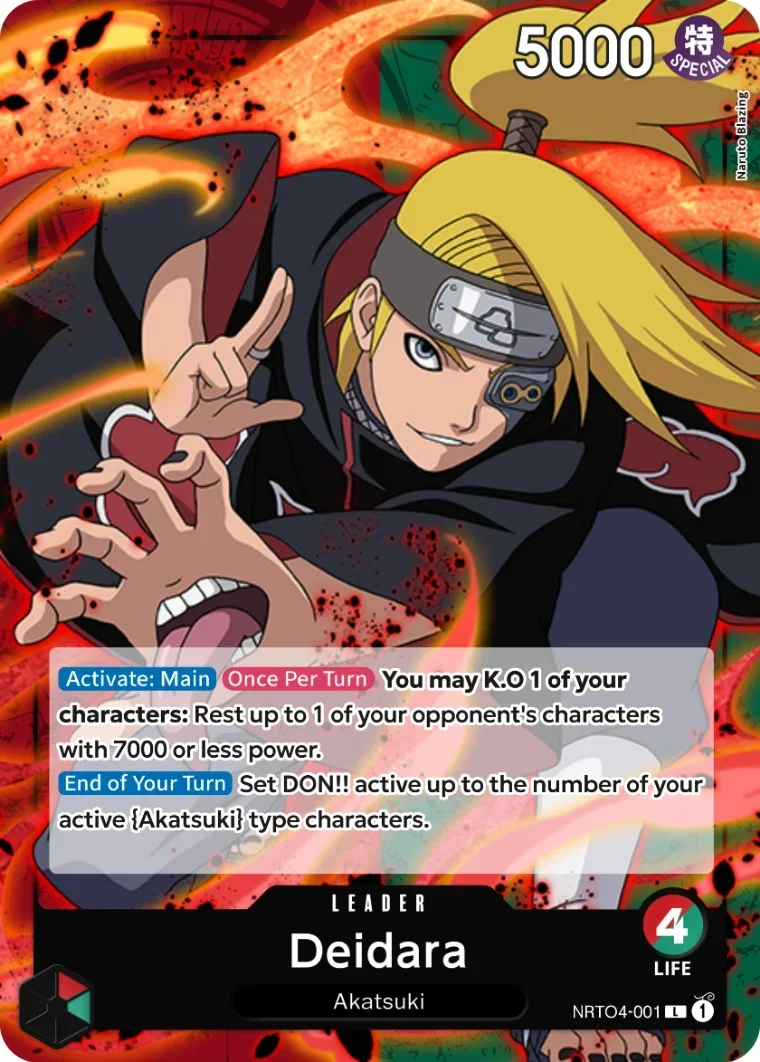 5000
特
SPECIAL
Naruto Blazing
Activate: Main Once Per Turn You may K.O 1 of your
characters: Rest up to 1 of your opponent's characters
with 7000 or less power.
End of Your Turn Set DON!! active up to the number of your
active {Akatsuki} type characters.
LEADER
Deidara
4
LIFE
Akatsuki
NRTO4-001 L 1